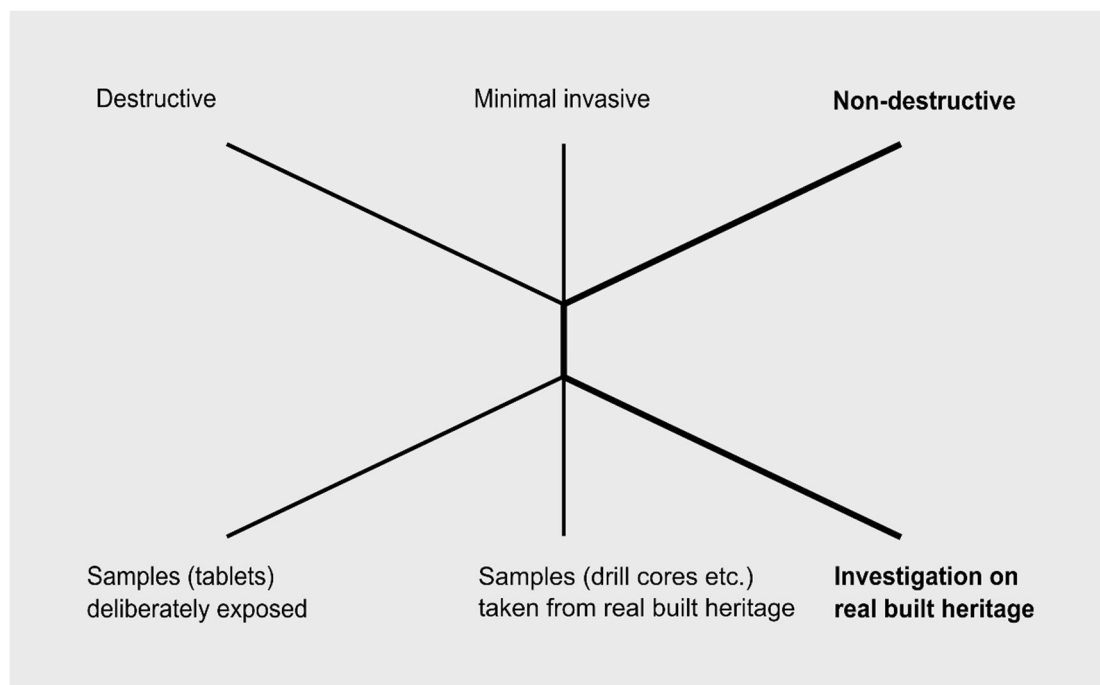 Destructive
Minimal invasive
Non-destructive
Samples (tablets)
deliberately exposed
Samples (drill cores etc.)
taken from real built heritage
Investigation on
real built heritage